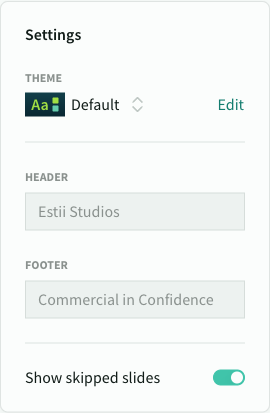 Settings
THEME
Aa Default Edit
HEADER
Estii Studios
FOOTER
Commercial in Confidence
Show skipped slides